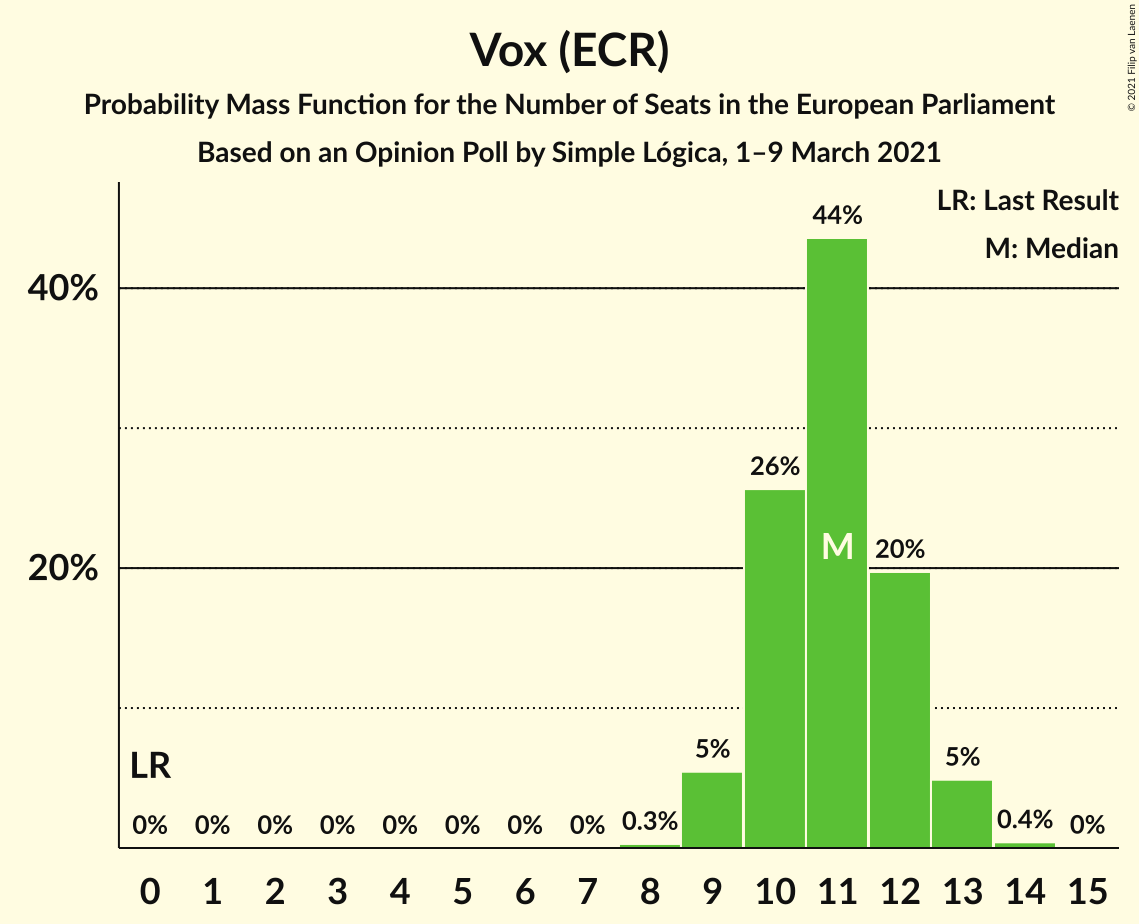 © 2021 Filip van Laenen
Vox (ECR)
Probability Mass Function for the Number of Seats in the European Parliament
Based on an Opinion Poll by Simple Lógica, 1–9 March 2021
LR: Last Result
M: Median
40%
20%
44%
26%
M
20%
5%
5%
LR
0% 0% 0% 0% 0% 0% 0% 0% 0.3% 0.4% 0%
0 1 2 3 4 5 6 7 8 9 10 11 12 13 14 15